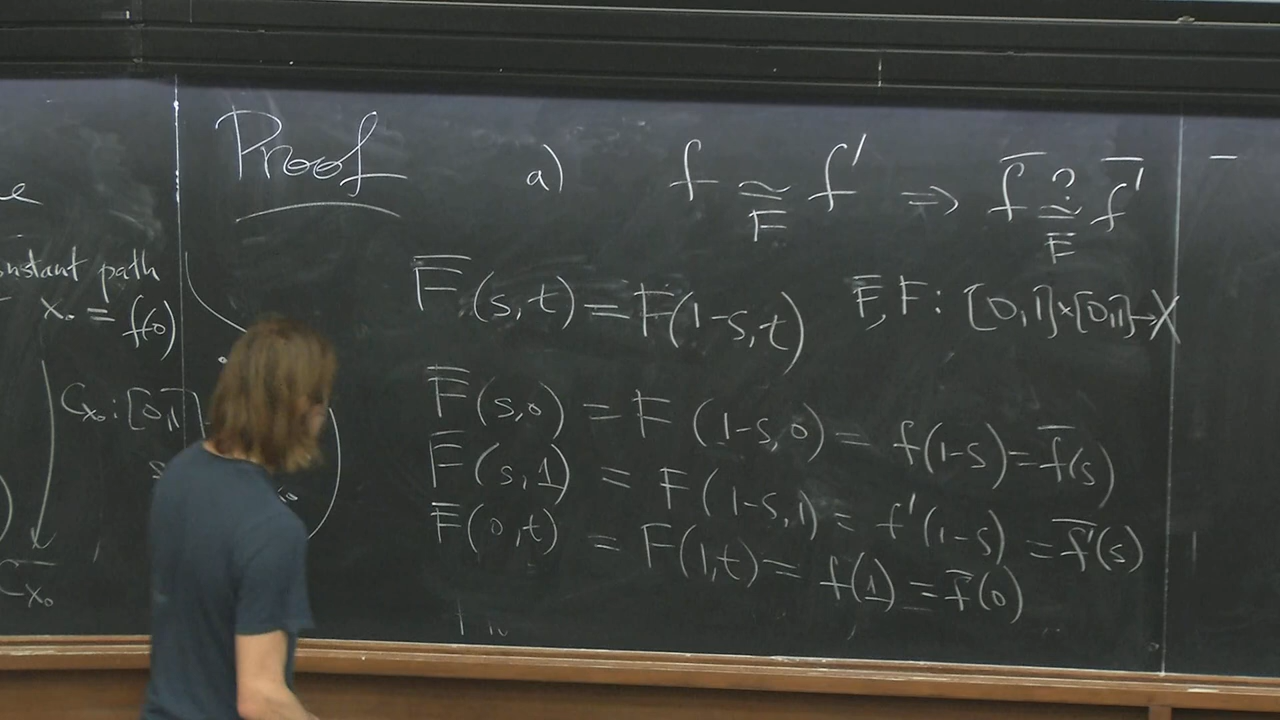 Proof a) f ≃_F f' ⇒ f̄ ≃^?_F̄ f̄'
F̄(s,t) = F(1-s,t) F̄, F : [0,1]×[0,1]→X
F̄(s,0) = F(1-s,0) = f(1-s) = f̄(s)
F̄(s,1) = F(1-s,1) = f'(1-s) = f̄'(s)
F̄(0,t) = F(1,t) = f(1) = f̄(0)
constant path
x₀ = f(0)
C_{x₀} : [0,1]
C_{x₀}